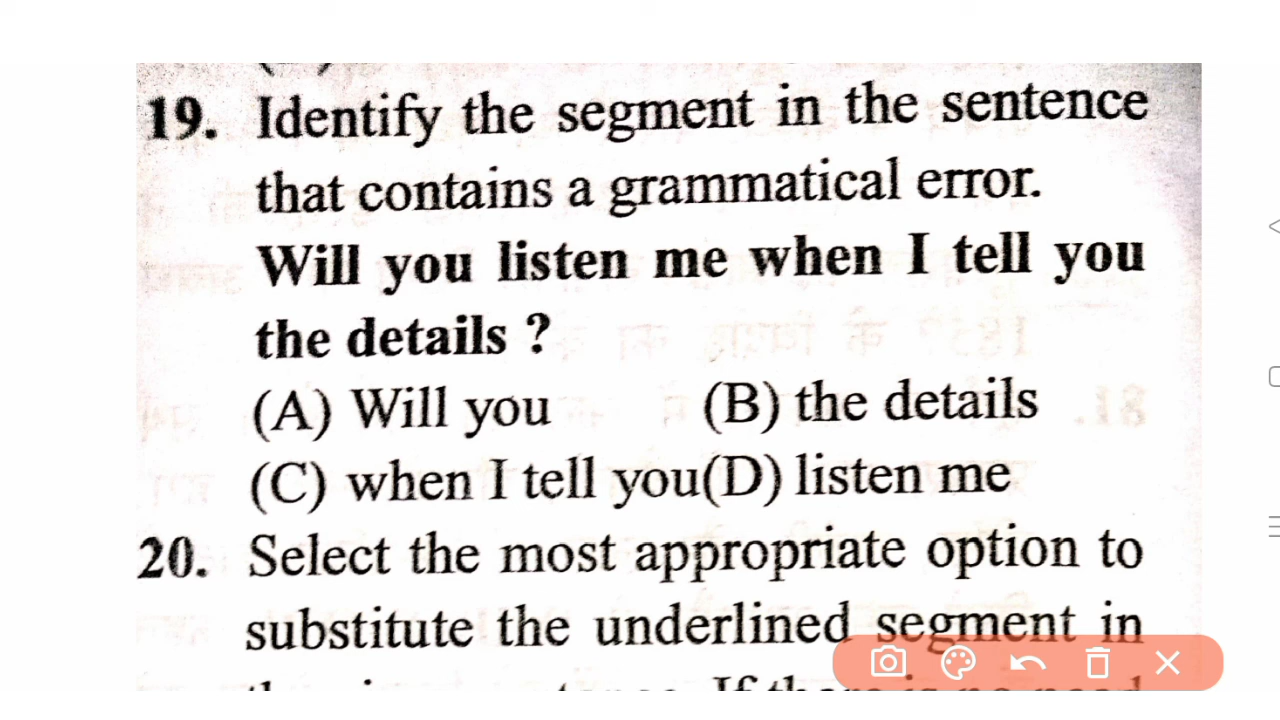 19. Identify the segment in the sentence
that contains a grammatical error.
Will you listen me when I tell you
the details ?
(A) Will you (B) the details
(C) when I tell you(D) listen me
20. Select the most appropriate option to
substitute the underlined segment in